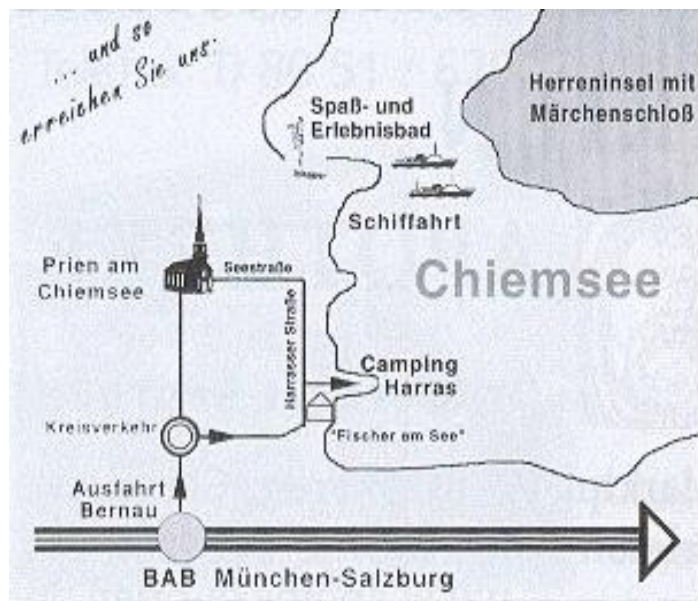 ... und so
erreichen Sie uns:
Herreninsel mit
Märchenschloß
Spaß- und
Erlebnisbad
Schiffahrt
Prien am
Chiemsee
Seestraße
Chiemsee
Harrasser Straße
Camping
Harras
Kreisverkehr
"Fischer am See"
Ausfahrt
Bernau
BAB München-Salzburg